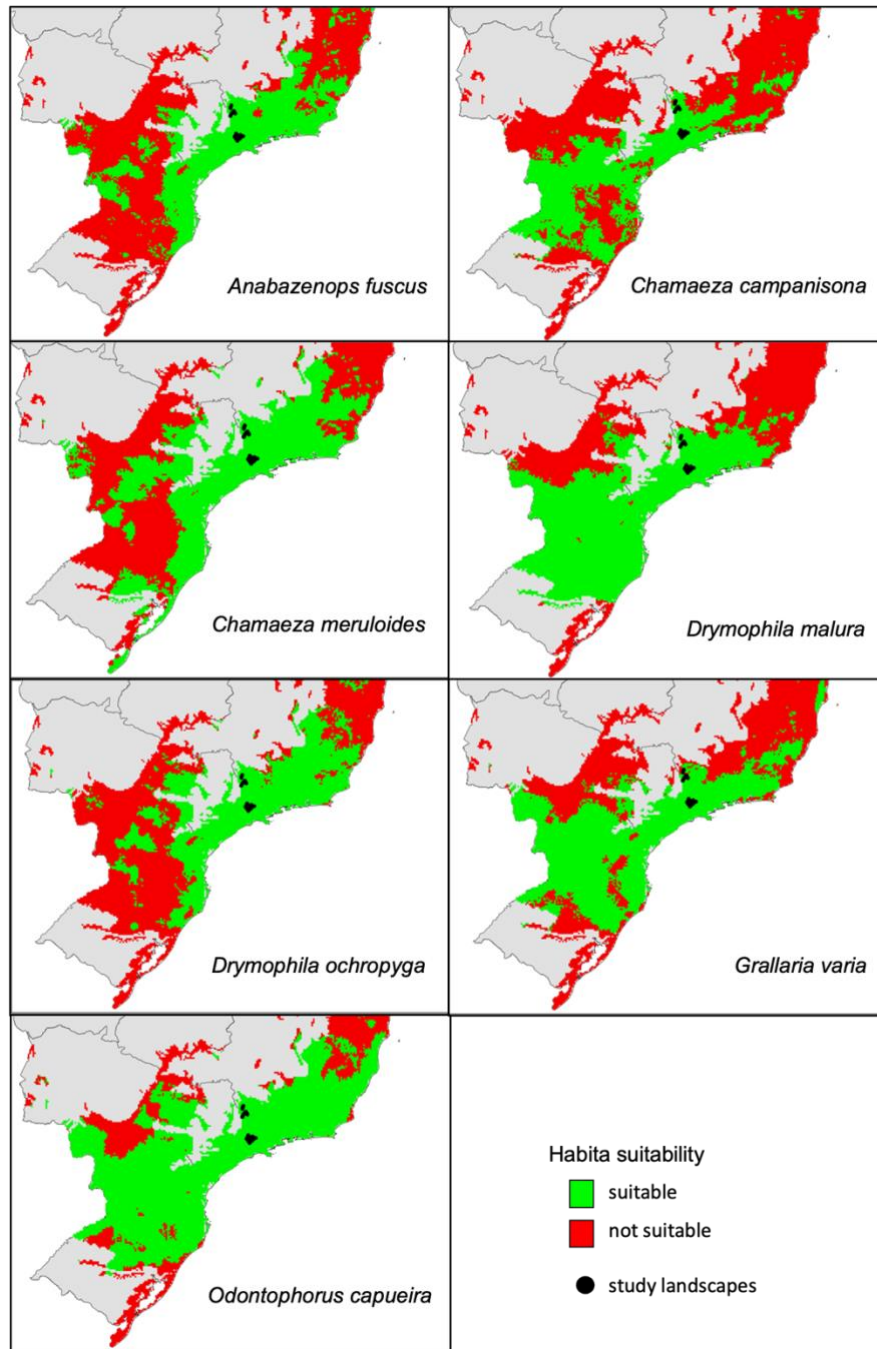 Anabazenops fuscus
Chamaeza campanisona
Chamaeza meruloides
Drymophila malura
Drymophila ochropyga
Grallaria varia
Odontophorus capueira
Habita suitability
suitable
not suitable
study landscapes